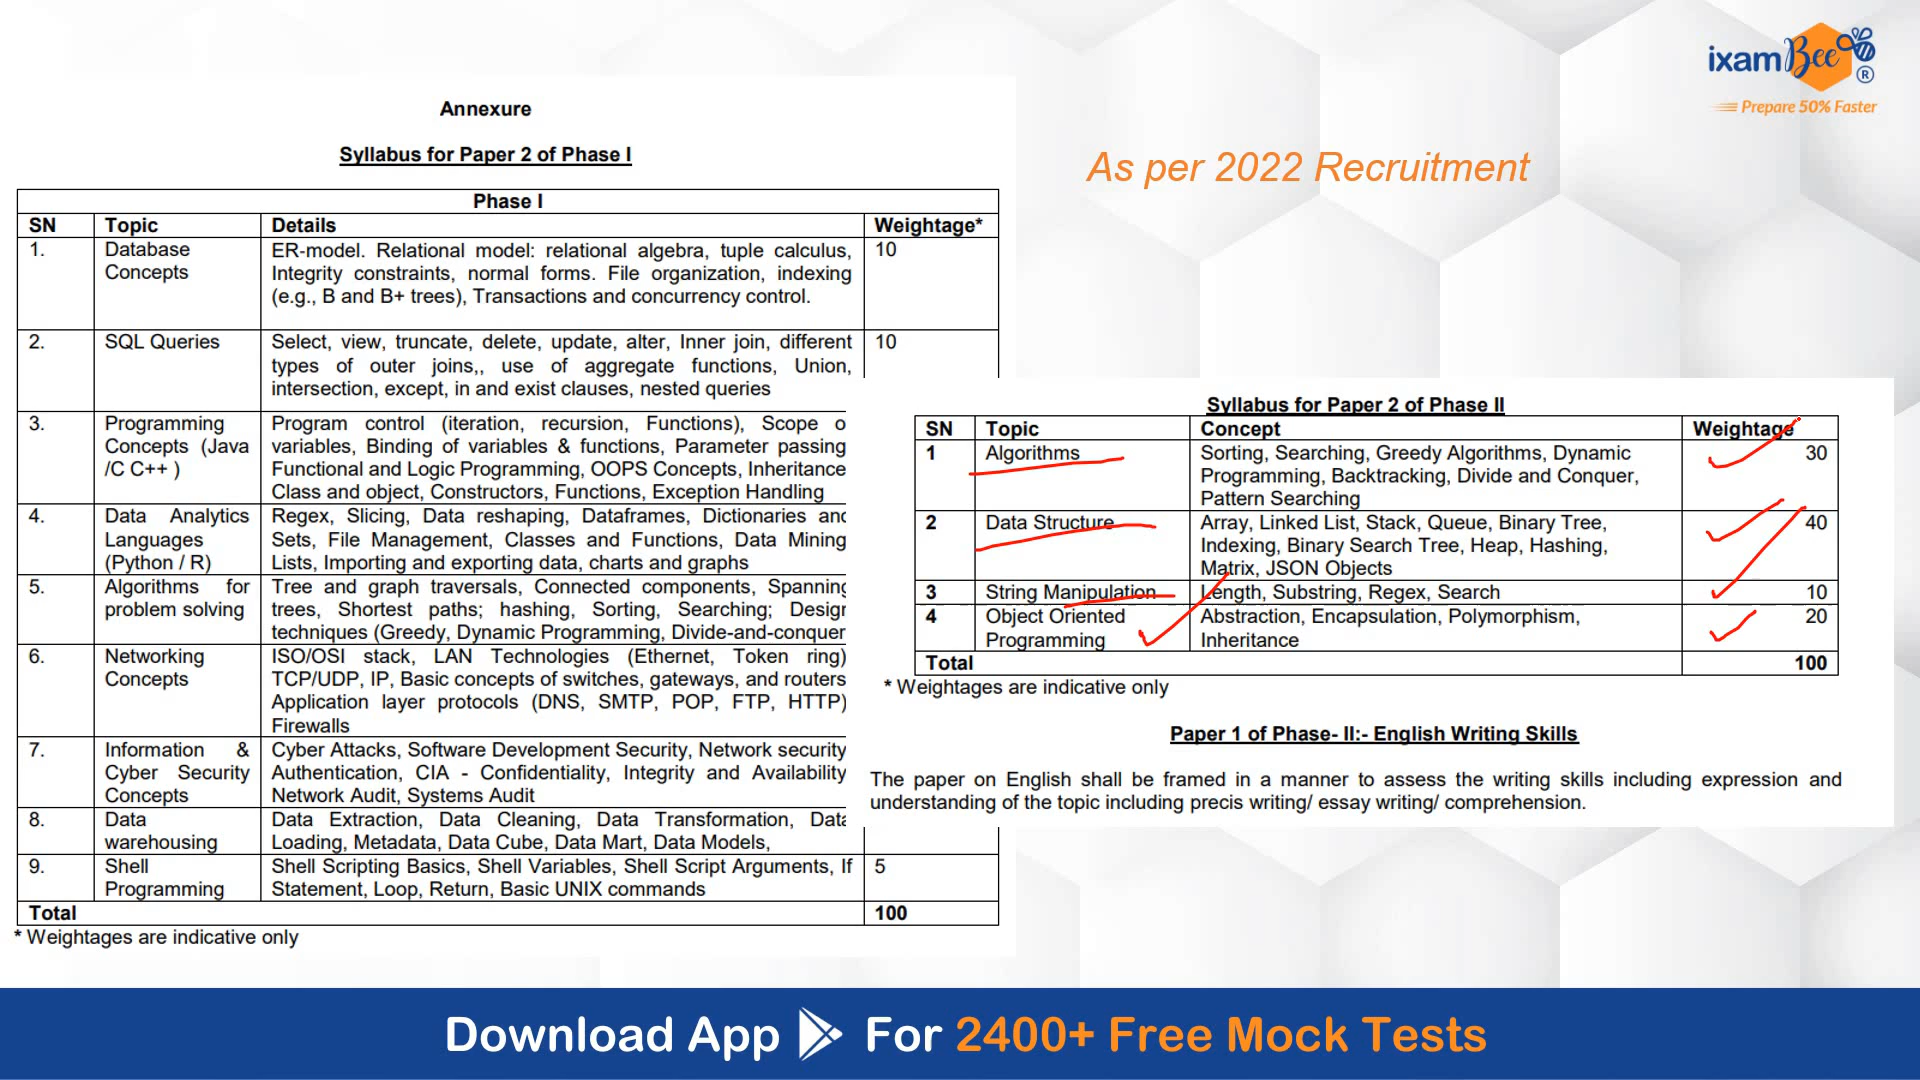 ixamBee
®
Prepare 50% Faster
As per 2022 Recruitment
Annexure
Syllabus for Paper 2 of Phase I
Phase I
SN Topic Details Weightage*
1. Database Concepts ER-model. Relational model: relational algebra, tuple calculus, 10
Integrity constraints, normal forms. File organization, indexing
(e.g., B and B+ trees), Transactions and concurrency control.
2. SQL Queries Select, view, truncate, delete, update, alter, Inner join, different 10
types of outer joins,, use of aggregate functions, Union,
intersection, except, in and exist clauses, nested queries
3. Programming Concepts (Java /C C++ ) Program control (iteration, recursion, Functions), Scope o
variables, Binding of variables & functions, Parameter passing
Functional and Logic Programming, OOPS Concepts, Inheritance
Class and object, Constructors, Functions, Exception Handling
4. Data Analytics Languages (Python / R) Regex, Slicing, Data reshaping, Dataframes, Dictionaries and
Sets, File Management, Classes and Functions, Data Mining
Lists, Importing and exporting data, charts and graphs
5. Algorithms for problem solving Tree and graph traversals, Connected components, Spanning
trees, Shortest paths; hashing, Sorting, Searching; Design
techniques (Greedy, Dynamic Programming, Divide-and-conquer
6. Networking Concepts ISO/OSI stack, LAN Technologies (Ethernet, Token ring)
TCP/UDP, IP, Basic concepts of switches, gateways, and routers
Application layer protocols (DNS, SMTP, POP, FTP, HTTP)
Firewalls
7. Information & Cyber Security Concepts Cyber Attacks, Software Development Security, Network security
Authentication, CIA - Confidentiality, Integrity and Availability
Network Audit, Systems Audit
8. Data warehousing Data Extraction, Data Cleaning, Data Transformation, Data
Loading, Metadata, Data Cube, Data Mart, Data Models,
9. Shell Programming Shell Scripting Basics, Shell Variables, Shell Script Arguments, If 5
Statement, Loop, Return, Basic UNIX commands
Total 100
* Weightages are indicative only
Syllabus for Paper 2 of Phase II
SN Topic Concept Weightage
1 Algorithms Sorting, Searching, Greedy Algorithms, Dynamic 30
Programming, Backtracking, Divide and Conquer,
Pattern Searching
2 Data Structure Array, Linked List, Stack, Queue, Binary Tree, 40
Indexing, Binary Search Tree, Heap, Hashing,
Matrix, JSON Objects
3 String Manipulation Length, Substring, Regex, Search 10
4 Object Oriented Programming Abstraction, Encapsulation, Polymorphism, 20
Inheritance
Total 100
* Weightages are indicative only
Paper 1 of Phase- II:- English Writing Skills
The paper on English shall be framed in a manner to assess the writing skills including expression and
understanding of the topic including precis writing/ essay writing/ comprehension.
Download App For 2400+ Free Mock Tests